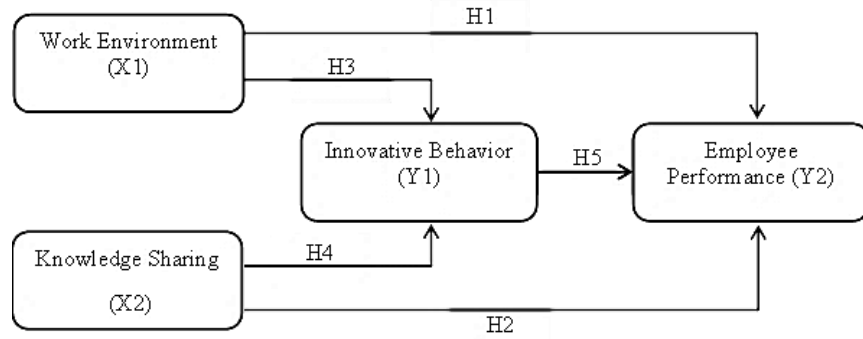 H1
Work Environment
(X1)
H3
Innovative Behavior
(Y1)
H5
Employee
Performance (Y2)
Knowledge Sharing
(X2)
H4
H2